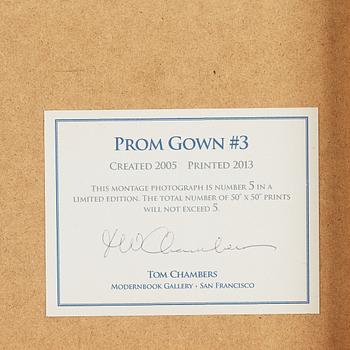 PROM GOWN #3
CREATED 2005 PRINTED 2013
THIS MONTAGE PHOTOGRAPH IS NUMBER 5 IN A
LIMITED EDITION. THE TOTAL NUMBER OF 50" X 50" PRINTS
WILL NOT EXCEED 5.
TOM CHAMBERS
MODERNBOOK GALLERY • SAN FRANCISCO